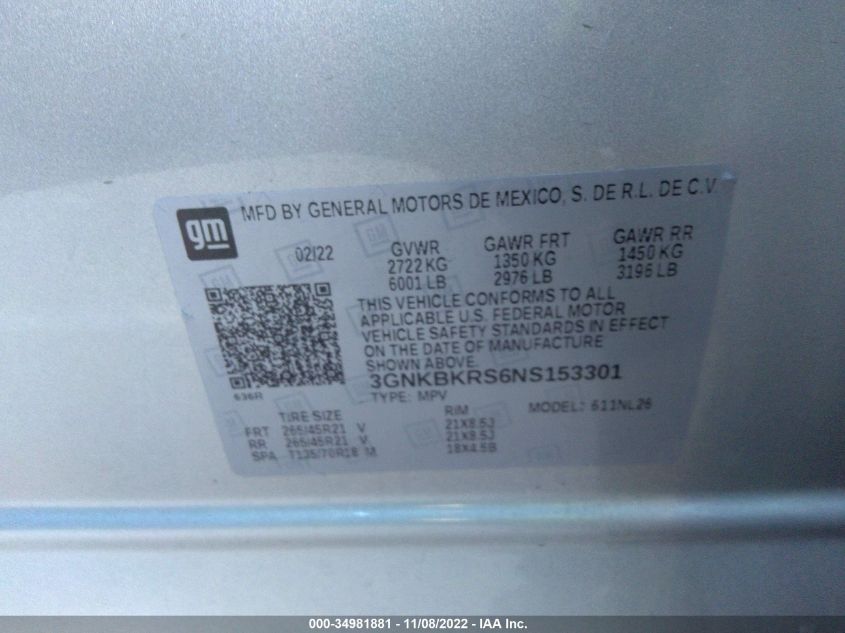 gm MFD BY GENERAL MOTORS DE MEXICO, S. DE R.L. DE C.V.
02/22 GVWR GAWR FRT GAWR RR
2722 KG 1350 KG 1450 KG
6001 LB 2976 LB 3196 LB
THIS VEHICLE CONFORMS TO ALL
APPLICABLE U.S. FEDERAL MOTOR
VEHICLE SAFETY STANDARDS IN EFFECT
ON THE DATE OF MANUFACTURE
SHOWN ABOVE.
3GNKBKRS6NS153301
636R TYPE: MPV MODEL: 611NL26
TIRE SIZE RIM
FRT 265/45R21 V 21X8.5J
RR 265/45R21 V 21X8.5J
SPA T135/70R18 M 18X4.5B
000-34981881 - 11/08/2022 - IAA Inc.